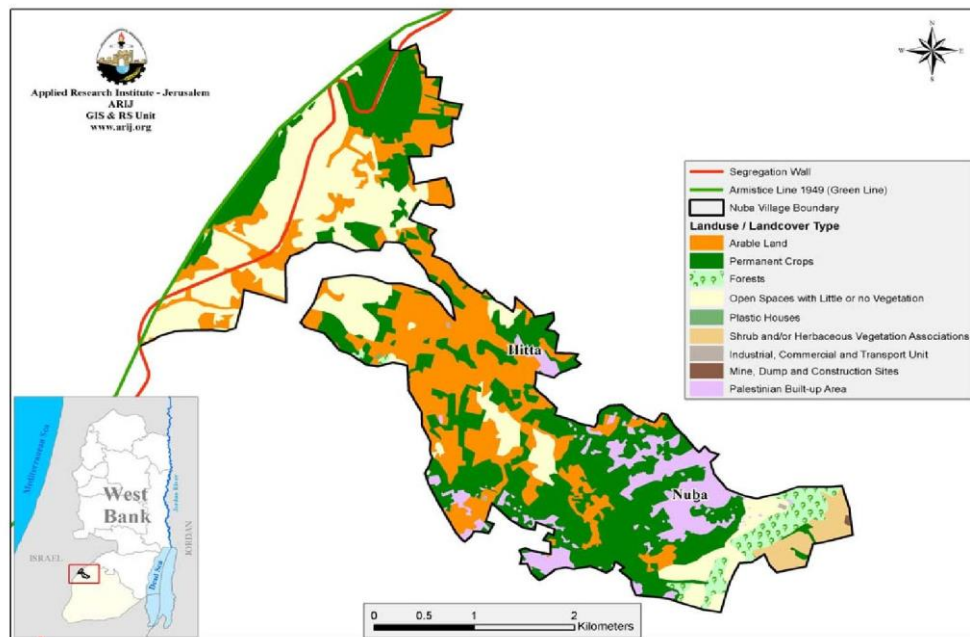 Applied Research Institute - Jerusalem
ARIJ
GIS & RS Unit
www.arij.org
N
W
E
S
Segregation Wall
Armistice Line 1949 (Green Line)
Nuba Village Boundary
Landuse / Landcover Type
Arable Land
Permanent Crops
Forests
Open Spaces with Little or no Vegetation
Plastic Houses
Shrub and/or Herbaceous Vegetation Associations
Industrial, Commercial and Transport Unit
Mine, Dump and Construction Sites
Palestinian Built-up Area
Hitta
Nuba
Mediterranean Sea
West
Bank
Jordan River
JORDAN
ISRAEL
Dead Sea
0 0.5 1 2
Kilometers